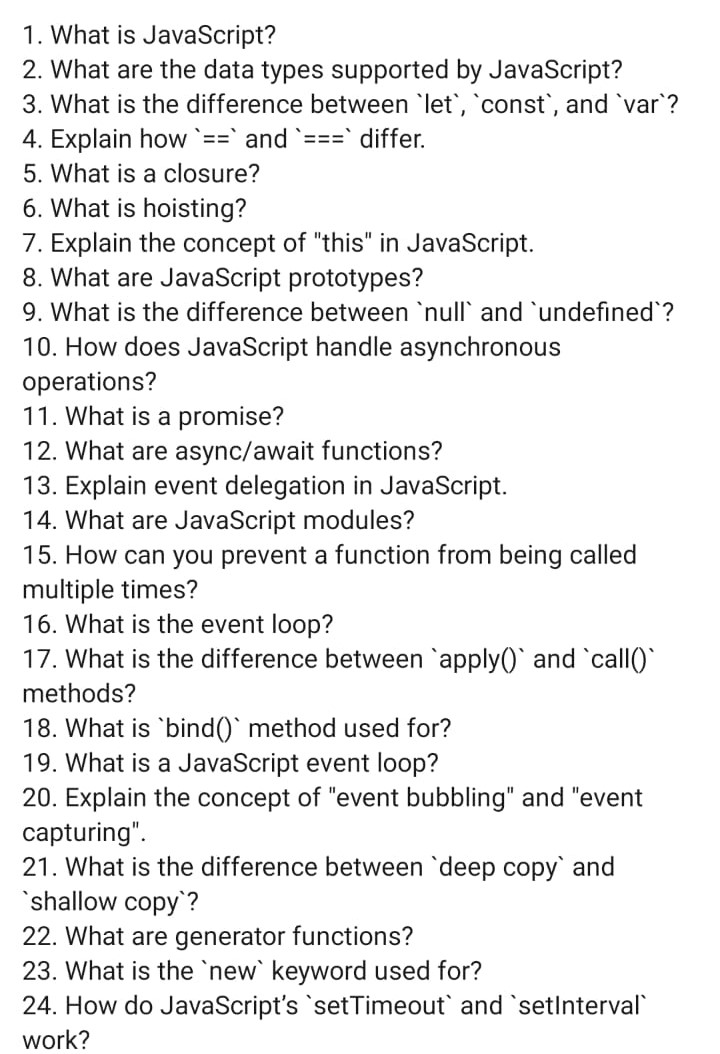 1. What is JavaScript?
2. What are the data types supported by JavaScript?
3. What is the difference between `let`, `const`, and `var`?
4. Explain how `==` and `===` differ.
5. What is a closure?
6. What is hoisting?
7. Explain the concept of "this" in JavaScript.
8. What are JavaScript prototypes?
9. What is the difference between `null` and `undefined`?
10. How does JavaScript handle asynchronous
operations?
11. What is a promise?
12. What are async/await functions?
13. Explain event delegation in JavaScript.
14. What are JavaScript modules?
15. How can you prevent a function from being called
multiple times?
16. What is the event loop?
17. What is the difference between `apply()` and `call()`
methods?
18. What is `bind()` method used for?
19. What is a JavaScript event loop?
20. Explain the concept of "event bubbling" and "event
capturing".
21. What is the difference between `deep copy` and
`shallow copy`?
22. What are generator functions?
23. What is the `new` keyword used for?
24. How do JavaScript’s `setTimeout` and `setInterval`
work?